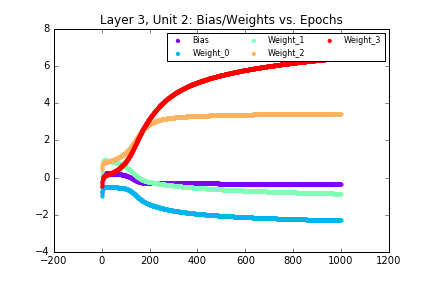 Layer 3, Unit 2: Bias/Weights vs. Epochs
Bias Weight_1 Weight_3
Weight_0 Weight_2
8
6
4
2
0
−2
−4
−200 0 200 400 600 800 1000 1200